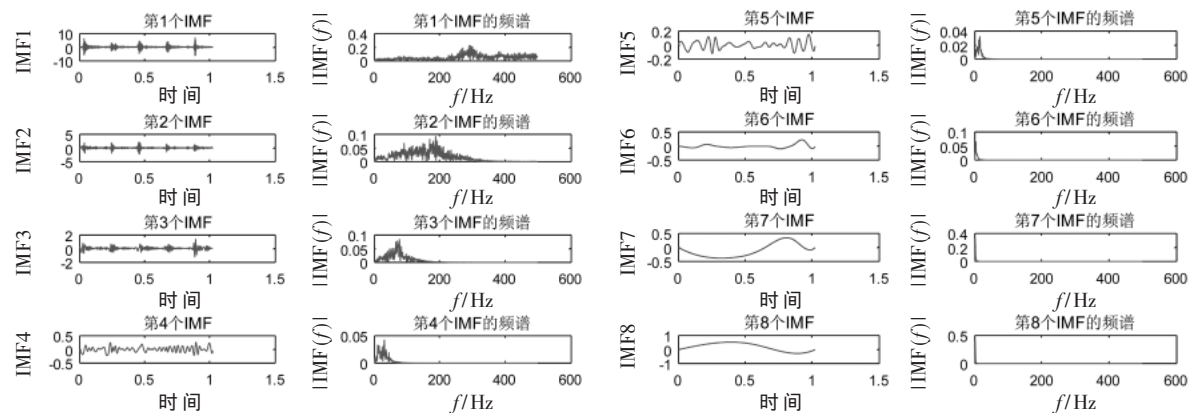 第1个IMF
IMF1
10
0
-10
0
0.5
1
1.5
时间
第1个IMF的频谱
|IMF(f)|
0.4
0.2
0
0
200
400
600
f/Hz
第2个IMF
IMF2
5
0
-5
0
0.5
1
1.5
时间
第2个IMF的频谱
|IMF(f)|
0.1
0.05
0
0
200
400
600
f/Hz
第3个IMF
IMF3
2
0
-2
0
0.5
1
1.5
时间
第3个IMF的频谱
|IMF(f)|
0.1
0.05
0
0
200
400
600
f/Hz
第4个IMF
IMF4
0.5
0
-0.5
0
0.5
1
1.5
时间
第4个IMF的频谱
|IMF(f)|
0.05
0
0
200
400
600
f/Hz
第5个IMF
IMF5
0.2
0
-0.2
0
0.5
1
1.5
时间
第5个IMF的频谱
|IMF(f)|
0.04
0.02
0
0
200
400
600
f/Hz
第6个IMF
IMF6
0.5
0
-0.5
0
0.5
1
1.5
时间
第6个IMF的频谱
|IMF(f)|
0.1
0.05
0
0
200
400
600
f/Hz
第7个IMF
IMF7
0.5
0
-0.5
0
0.5
1
1.5
时间
第7个IMF的频谱
|IMF(f)|
0.4
0.2
0
0
200
400
600
f/Hz
第8个IMF
IMF8
1
0
-1
0
0.5
1
1.5
时间
第8个IMF的频谱
|IMF(f)|
0.5
0
0
200
400
600
f/Hz